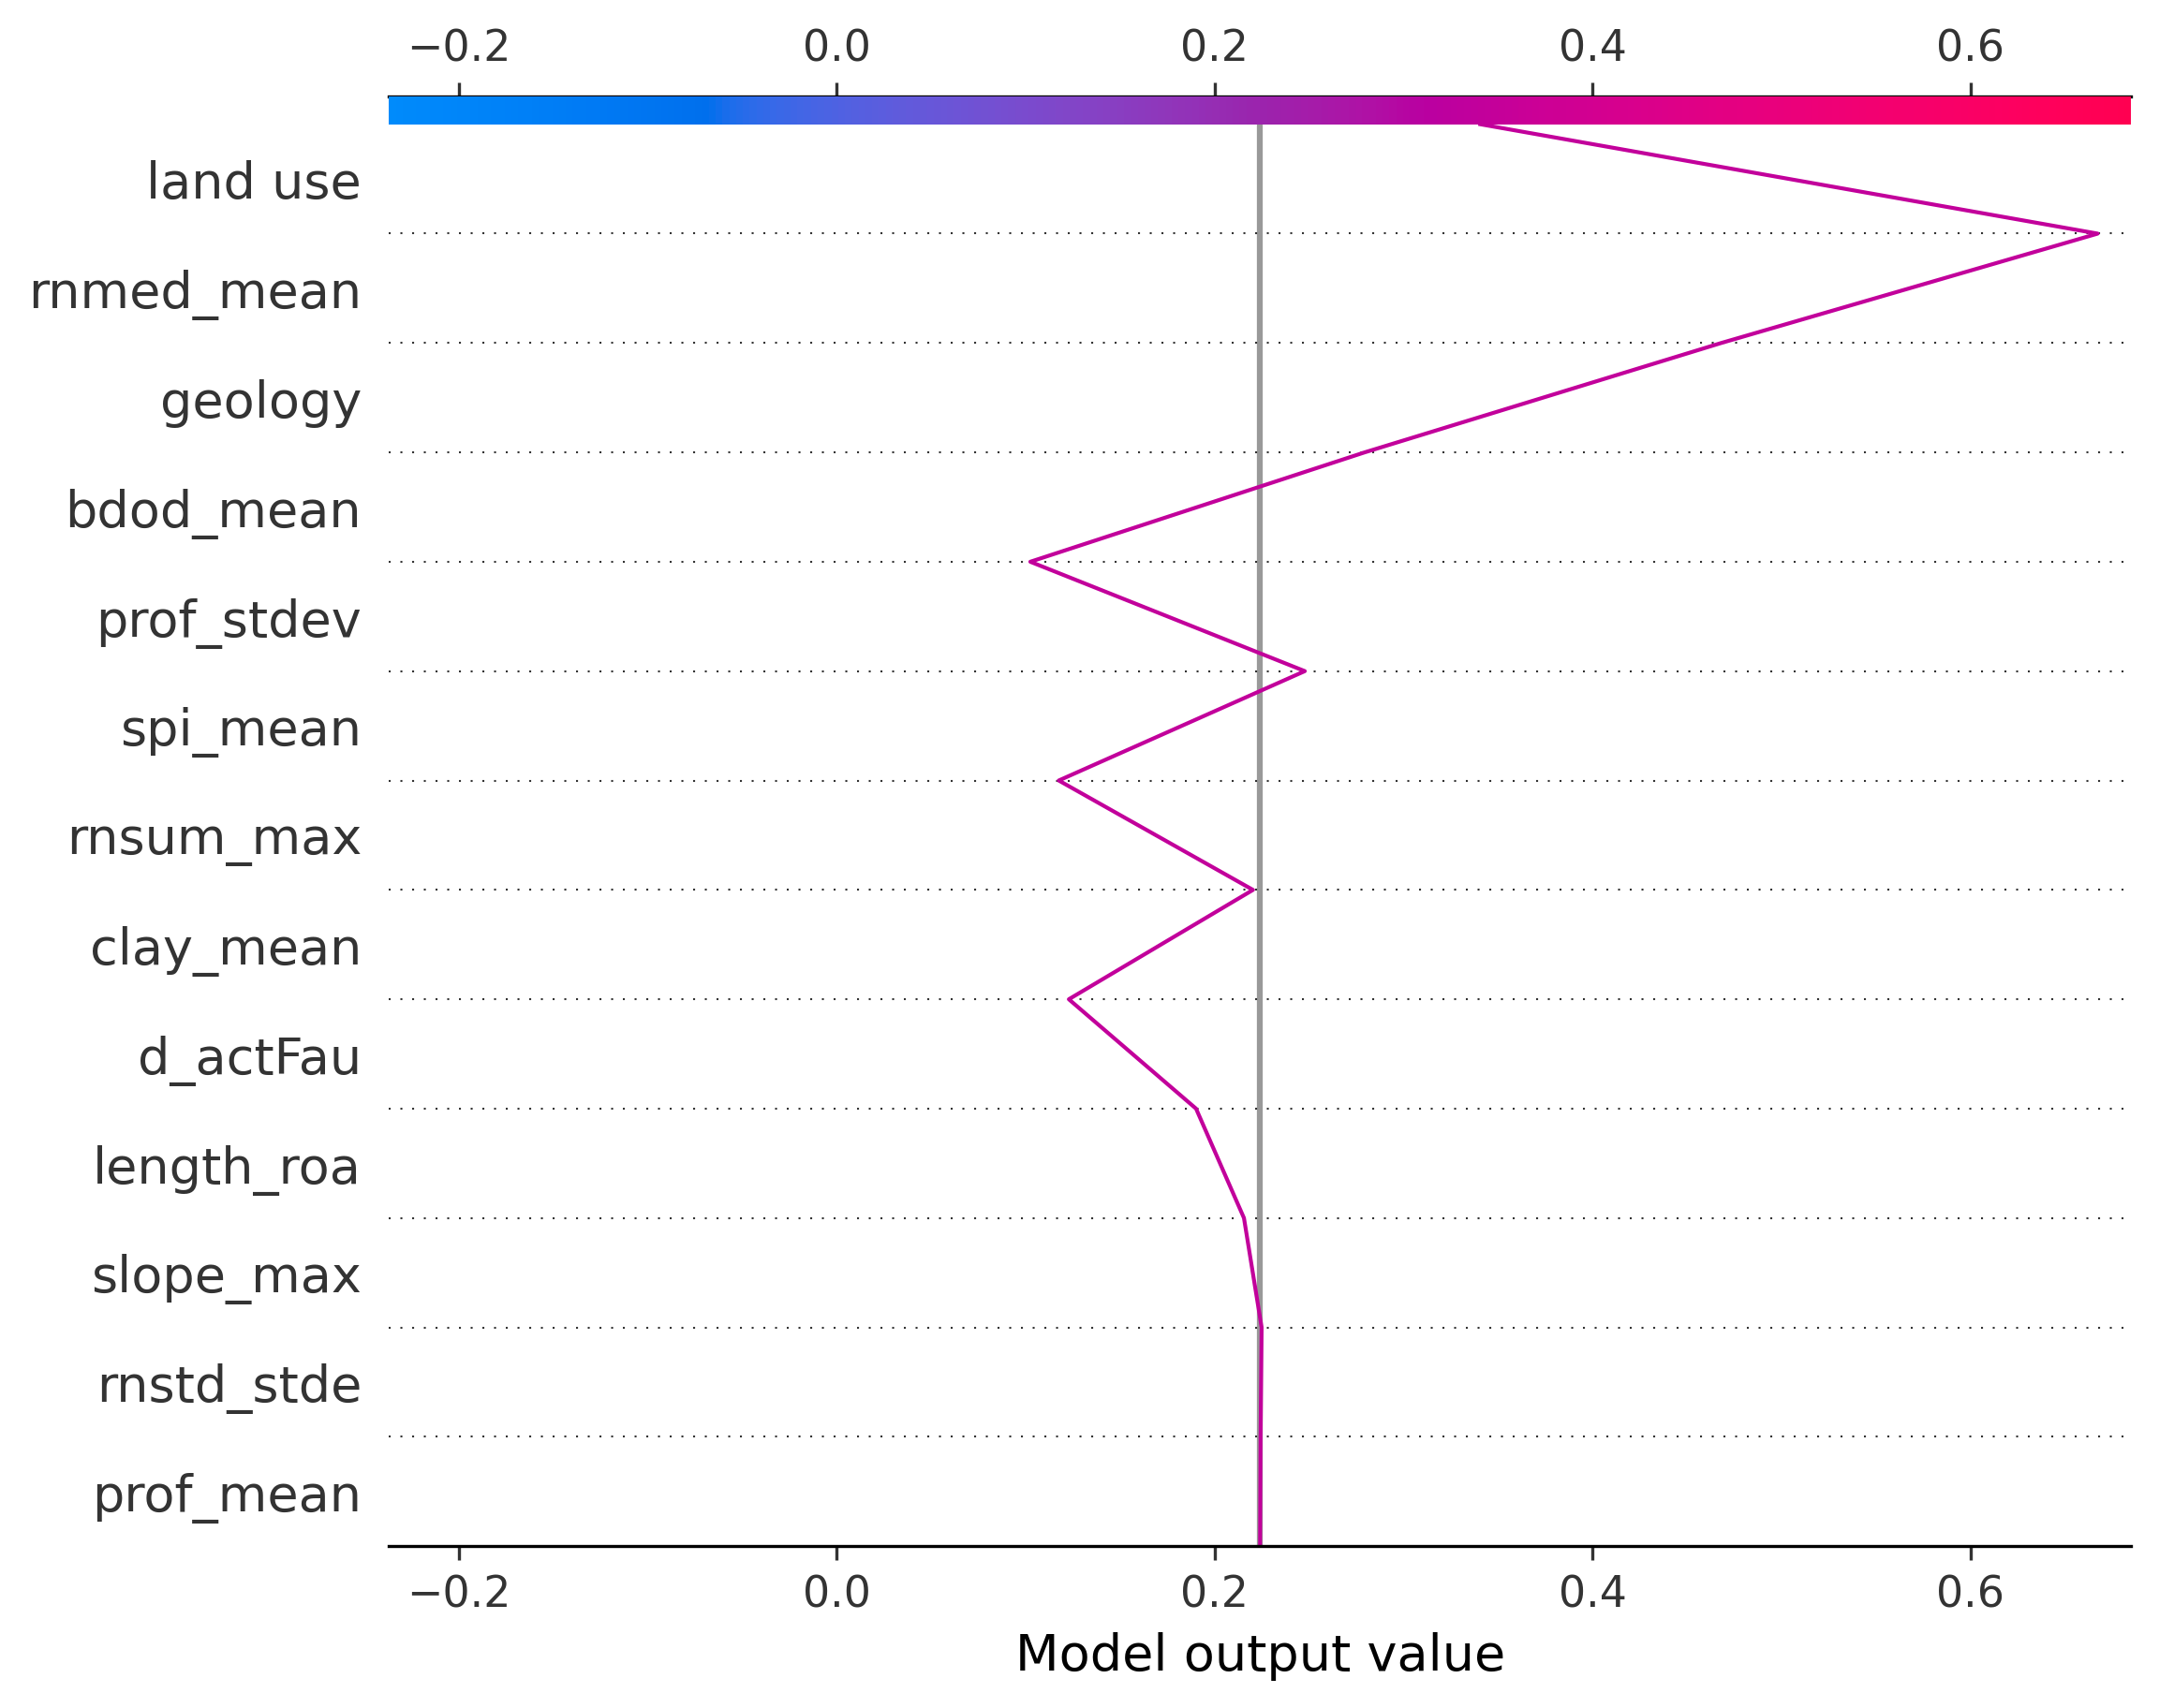 −0.2 0.0 0.2 0.4 0.6
land use
rnmed_mean
geology
bdod_mean
prof_stdev
spi_mean
rnsum_max
clay_mean
d_actFau
length_roa
slope_max
rnstd_stde
prof_mean
−0.2 0.0 0.2 0.4 0.6
Model output value